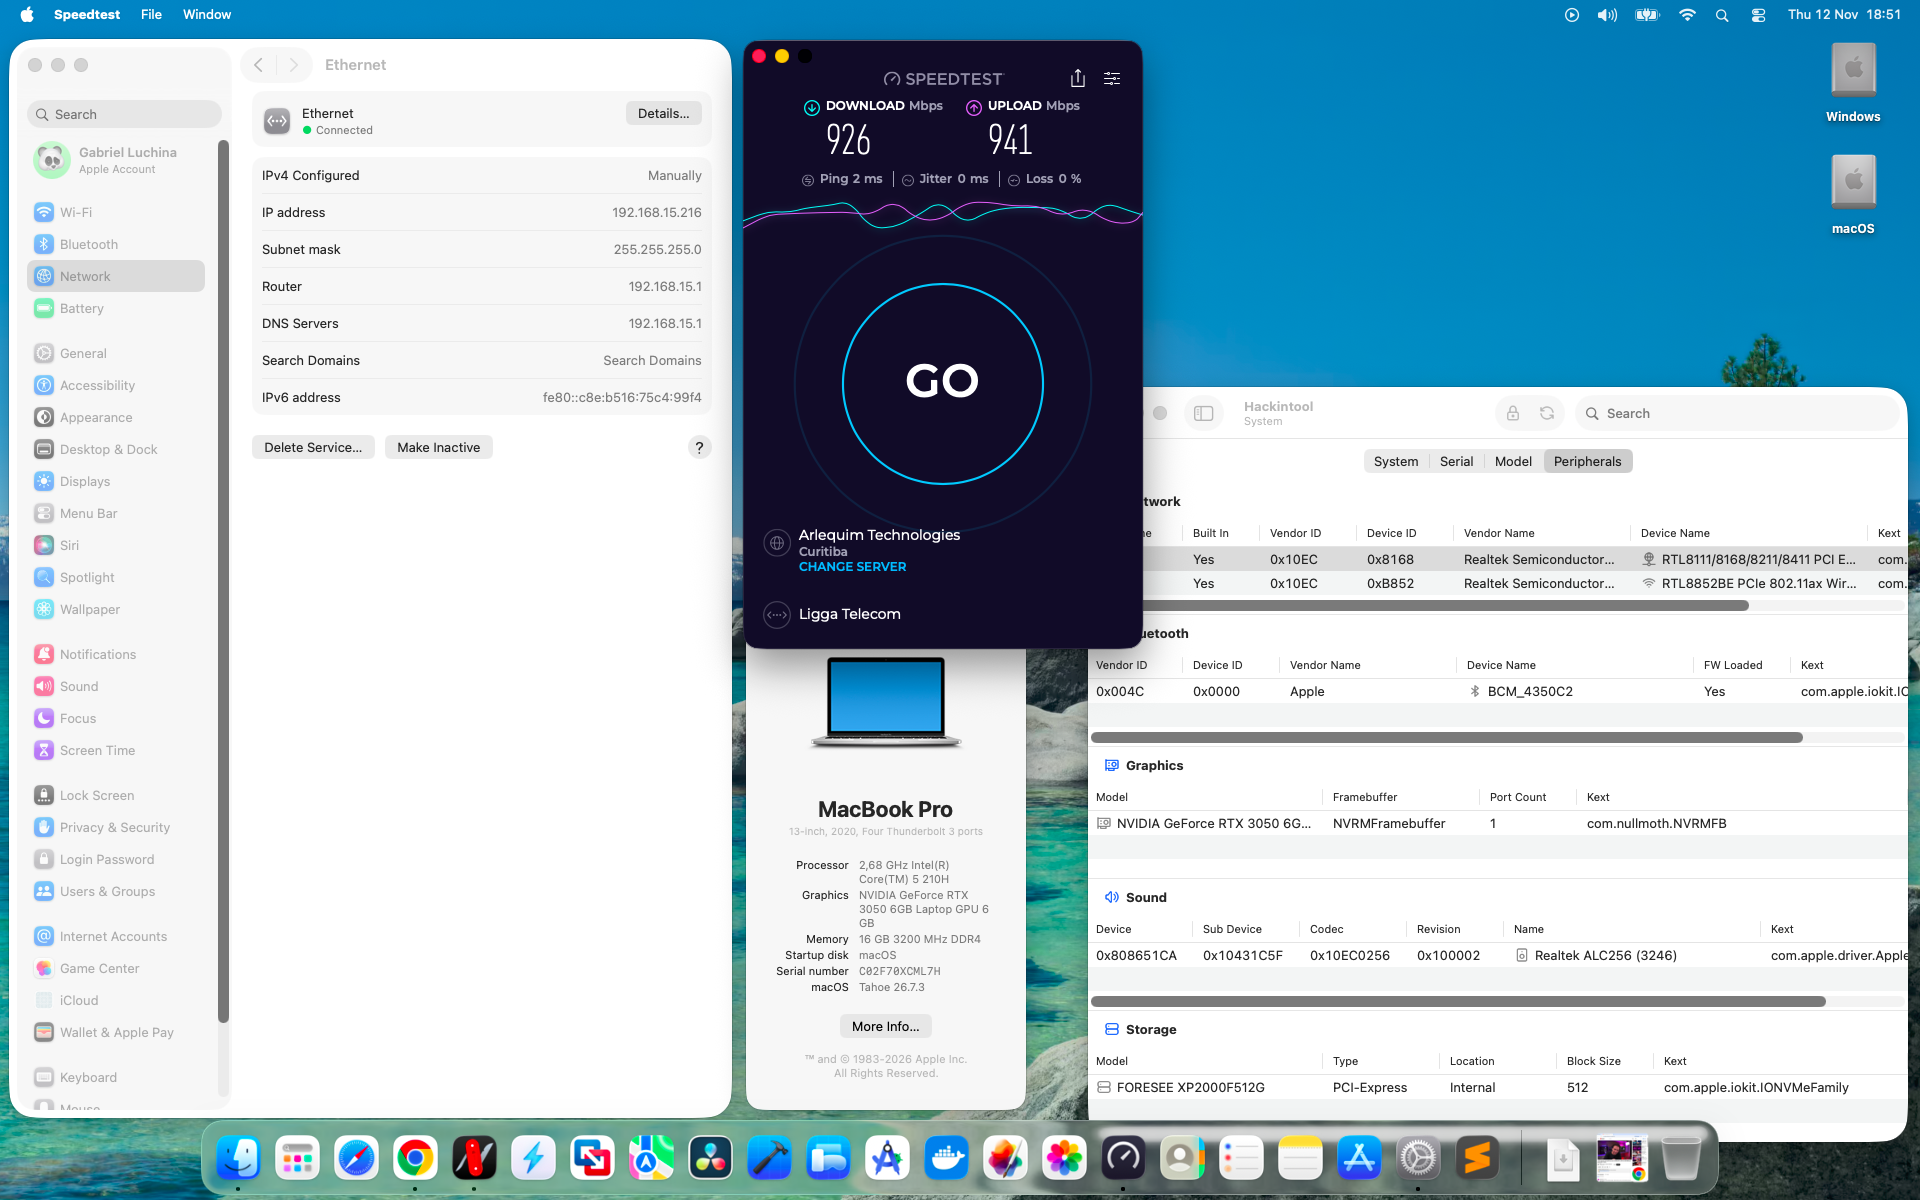 Speedtest File Window
Thu 12 Nov 18:51
Search
Gabriel Luchina
Apple Account
Wi-Fi
Bluetooth
Network
Battery
General
Accessibility
Appearance
Desktop & Dock
Displays
Menu Bar
Siri
Spotlight
Wallpaper
Notifications
Sound
Focus
Screen Time
Lock Screen
Privacy & Security
Login Password
Users & Groups
Internet Accounts
Game Center
iCloud
Wallet & Apple Pay
Keyboard
Mouse
Ethernet
Ethernet
Connected
Details...
IPv4 Configured Manually
IP address 192.168.15.216
Subnet mask 255.255.255.0
Router 192.168.15.1
DNS Servers 192.168.15.1
Search Domains Search Domains
IPv6 address fe80::c8e:b516:75c4:99f4
Delete Service... Make Inactive ?
SPEEDTEST
DOWNLOAD Mbps UPLOAD Mbps
926 941
Ping 2 ms Jitter 0 ms Loss 0 %
GO
Arlequim Technologies
Curitiba
CHANGE SERVER
Ligga Telecom
MacBook Pro
13-inch, 2020, Four Thunderbolt 3 ports
Processor 2,68 GHz Intel(R)
Core(TM) 5 210H
Graphics NVIDIA GeForce RTX
3050 6GB Laptop GPU 6
GB
Memory 16 GB 3200 MHz DDR4
Startup disk macOS
Serial number C02F70XCML7H
macOS Tahoe 26.7.3
More Info...
™ and © 1983-2026 Apple Inc.
All Rights Reserved.
Windows
macOS
Hackintool
System
Search
System Serial Model Peripherals
twork
ne Built In Vendor ID Device ID Vendor Name Device Name Kext
Yes 0x10EC 0x8168 Realtek Semiconductor... RTL8111/8168/8211/8411 PCI E... com.
Yes 0x10EC 0xB852 Realtek Semiconductor... RTL8852BE PCIe 802.11ax Wir... com.
uetooth
Vendor ID Device ID Vendor Name Device Name FW Loaded Kext
0x004C 0x0000 Apple BCM_4350C2 Yes com.apple.iokit.IO
Graphics
Model Framebuffer Port Count Kext
NVIDIA GeForce RTX 3050 6G... NVRMFramebuffer 1 com.nullmoth.NVRMFB
Sound
Device Sub Device Codec Revision Name Kext
0x808651CA 0x10431C5F 0x10EC0256 0x100002 Realtek ALC256 (3246) com.apple.driver.Apple
Storage
Model Type Location Block Size Kext
FORESEE XP2000F512G PCI-Express Internal 512 com.apple.iokit.IONVMeFamily